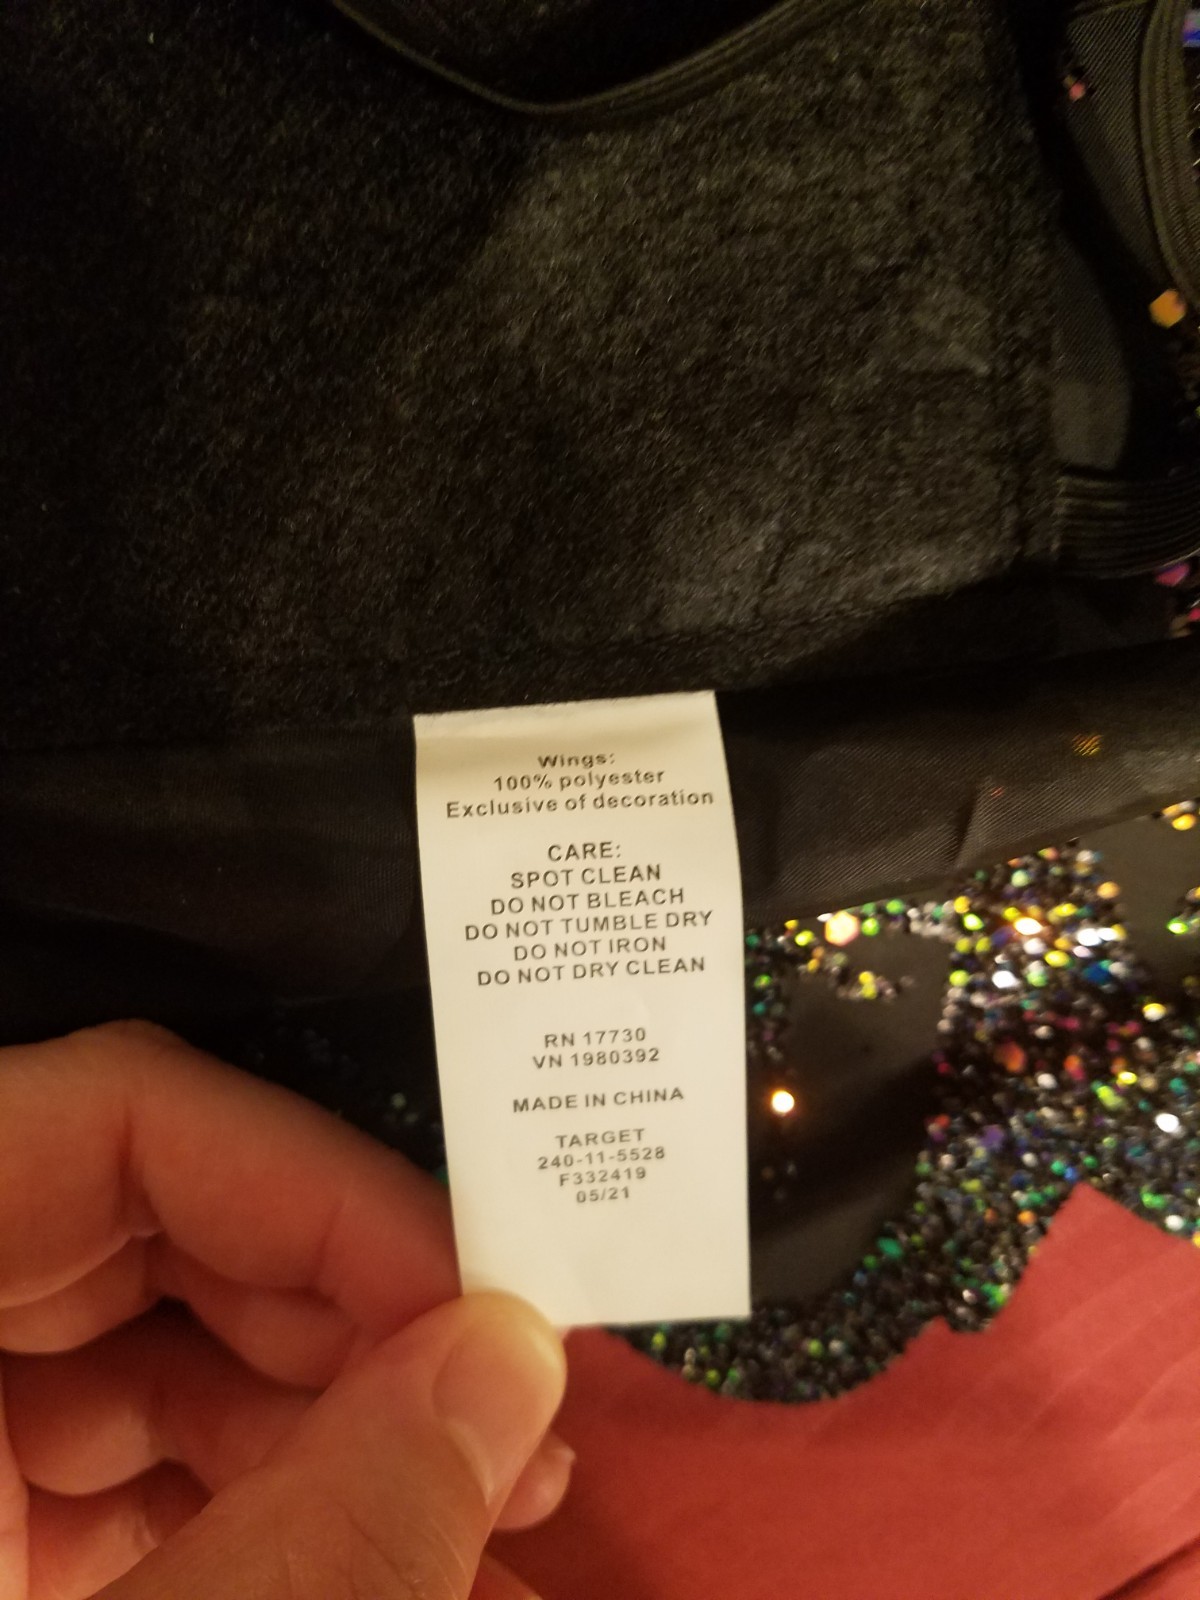 Wings:
100% polyester
Exclusive of decoration
CARE:
SPOT CLEAN
DO NOT BLEACH
DO NOT TUMBLE DRY
DO NOT IRON
DO NOT DRY CLEAN
RN 17730
VN 1980392
MADE IN CHINA
TARGET
240-11-5528
F332419
05/21